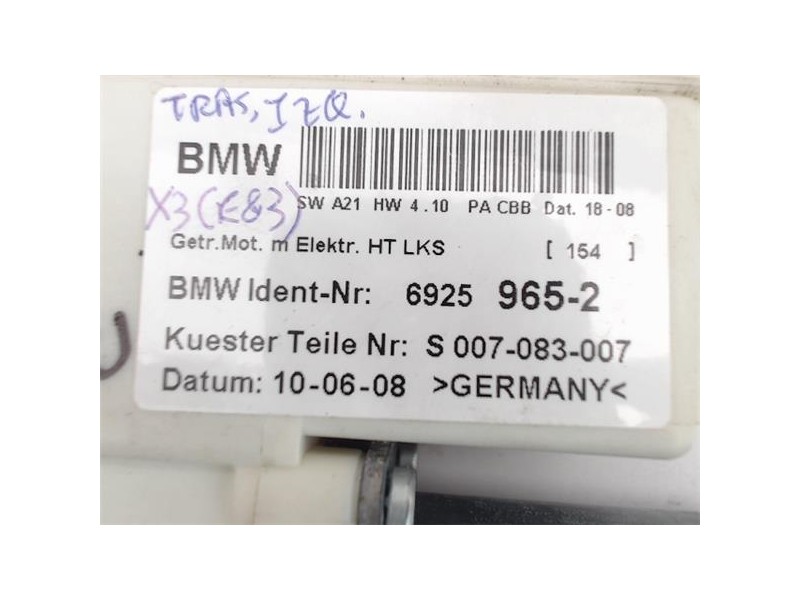 TRAS, IZQ.
BMW
X3 (E83)
SW A21 HW 4.10 PA CBB Dat. 18-08
Getr.Mot. m Elektr. HT LKS [ 154 ]
BMW Ident-Nr: 6925 965-2
Kuester Teile Nr: S 007-083-007
Datum: 10-06-08 >GERMANY<